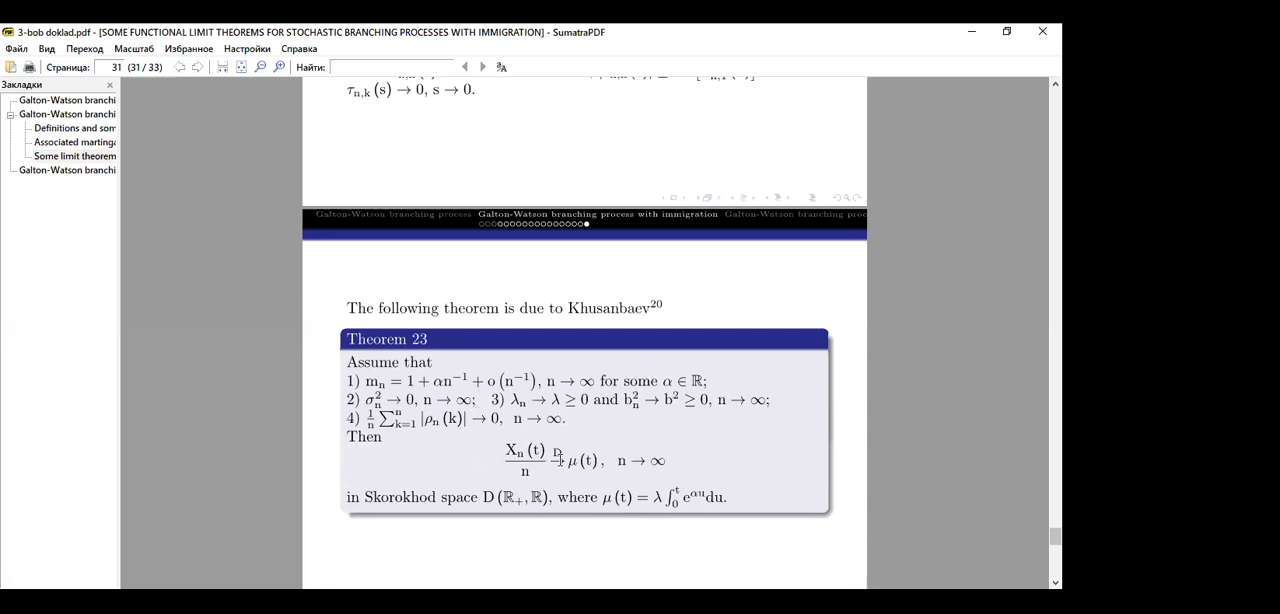 3-bob doklad.pdf - [SOME FUNCTIONAL LIMIT THEOREMS FOR STOCHASTIC BRANCHING PROCESSES WITH IMMIGRATION] - SumatraPDF
Файл Вид Переход Масштаб Избранное Настройки Справка
Страница: 31 (31 / 33) Найти:
Закладки
Galton-Watson branchi
Galton-Watson branchi
Definitions and som
Associated marting
Some limit theorem
Galton-Watson branchi
τn,k (s) → 0, s → 0.
Galton-Watson branching process Galton-Watson branching process with immigration Galton-Watson branching proc
The following theorem is due to Khusanbaev²⁰
Theorem 23
Assume that
1) mₙ = 1 + αn⁻¹ + o (n⁻¹), n → ∞ for some α ∈ ℝ;
2) σₙ² → 0, n → ∞; 3) λₙ → λ ≥ 0 and bₙ² → b² ≥ 0, n → ∞;
4) 1/n ∑ₖ₌₁ⁿ |ρₙ (k)| → 0, n → ∞.
Then
Xₙ (t) / n →ᴰ μ (t), n → ∞
in Skorokhod space D (ℝ₊, ℝ), where μ (t) = λ ∫₀ᵗ eᵅᵘdu.